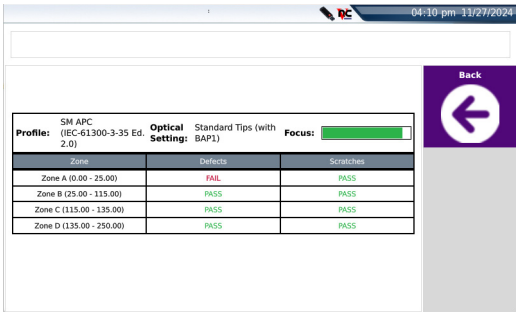 04:10 pm 11/27/2024
Back
Profile: SM APC (IEC-61300-3-35 Ed. 2.0) Optical Setting: Standard Tips (with BAP1) Focus:
Zone Defects Scratches
Zone A (0.00 - 25.00) FAIL PASS
Zone B (25.00 - 115.00) PASS PASS
Zone C (115.00 - 135.00) PASS PASS
Zone D (135.00 - 250.00) PASS PASS